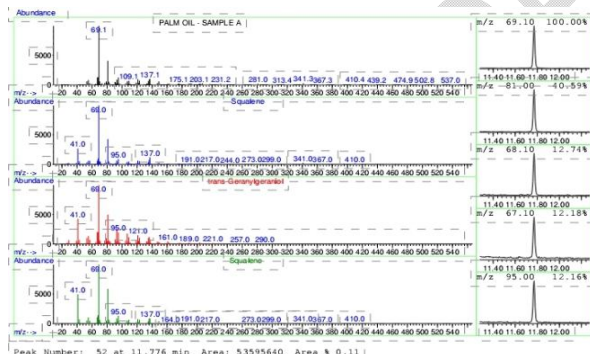 Abundance
PALM OIL - SAMPLE A
69.1
5000
109.1 137.1
175.1 203.1 231.2 281.0 313.4 341.3 367.3 410.4 439.2 474.9 502.8 537.0
0
m/z--> 20 40 60 80 100 120 140 160 180 200 220 240 260 280 300 320 340 360 380 400 420 440 460 480 500 520 540
Abundance
Squalene
69.0
5000
41.0
95.0 137.0
191.0 217.0 244.0 273.0 299.0 341.0 367.0 410.0
0
m/z--> 20 40 60 80 100 120 140 160 180 200 220 240 260 280 300 320 340 360 380 400 420 440 460 480 500 520 540
Abundance
trans-Geranylgeraniol
69.0
5000
41.0
95.0 121.0
161.0 189.0 221.0 257.0 290.0
0
m/z--> 20 40 60 80 100 120 140 160 180 200 220 240 260 280 300 320 340 360 380 400 420 440 460 480 500 520 540
Abundance
Squalene
69.0
5000
41.0
95.0 137.0
164.0 191.0 217.0 273.0 299.0 341.0 367.0 410.0
0
m/z--> 20 40 60 80 100 120 140 160 180 200 220 240 260 280 300 320 340 360 380 400 420 440 460 480 500 520 540
m/z 69.10 100.00%
11.40 11.60 11.80 12.00
m/z 81.00 40.59%
11.40 11.60 11.80 12.00
m/z 68.10 12.74%
11.40 11.60 11.80 12.00
m/z 67.10 12.18%
11.40 11.60 11.80 12.00
m/z 95.00 12.16%
11.40 11.60 11.80 12.00
Peak Number: 52 at 11.776 min Area: 53595640 Area % 0.11